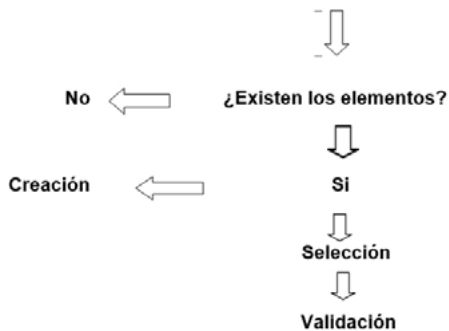 No ¿Existen los elementos?
Creación Si
Selección
Validación